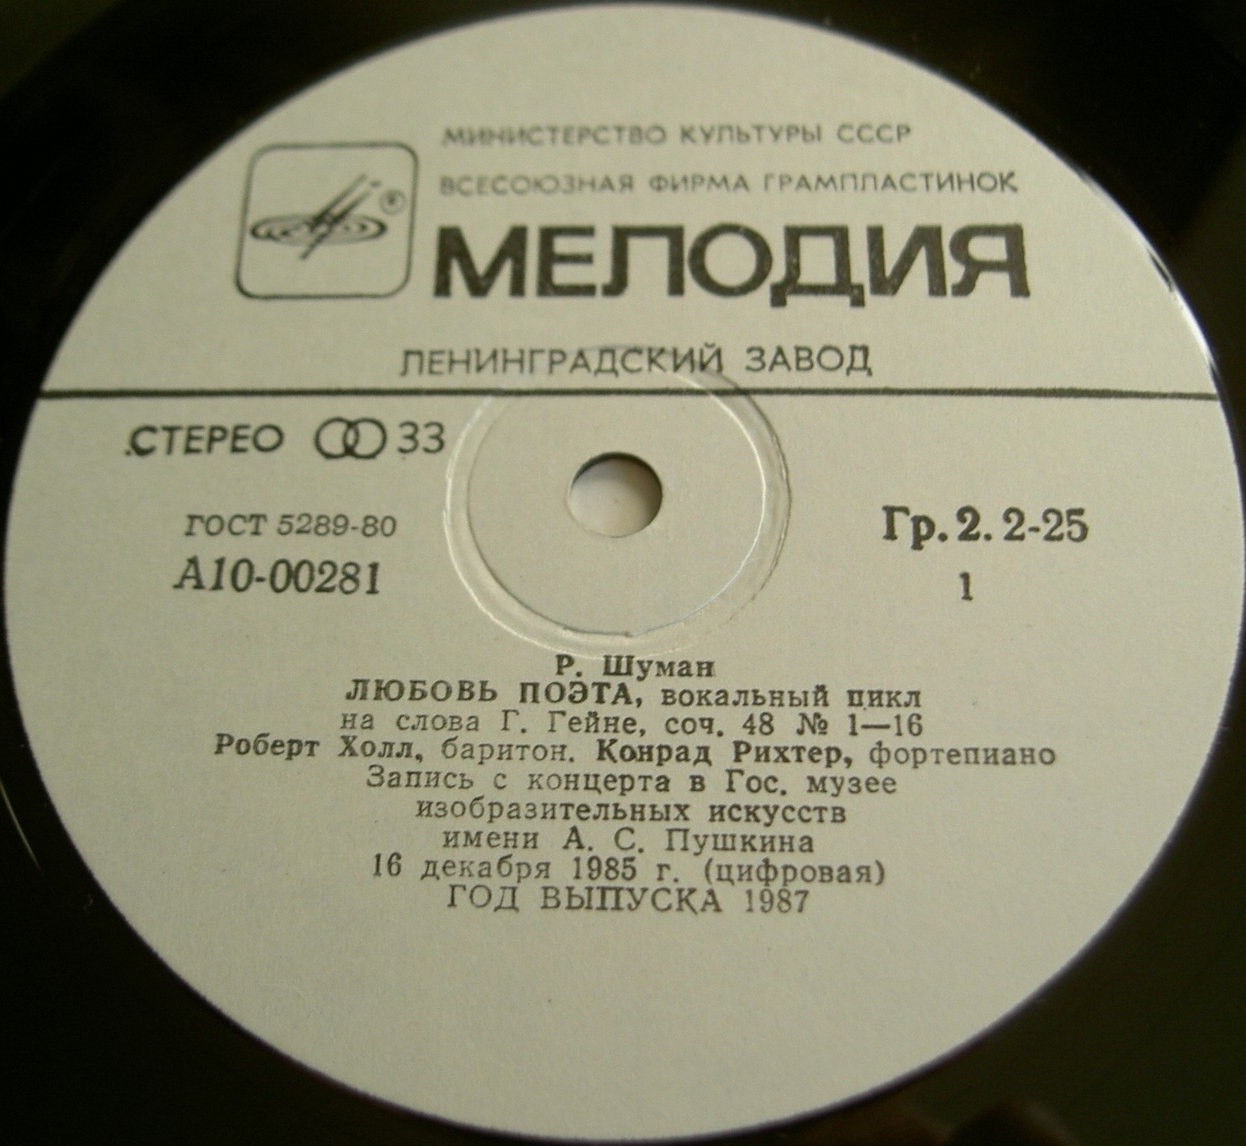 МИНИСТЕРСТВО КУЛЬТУРЫ СССР
ВСЕСОЮЗНАЯ ФИРМА ГРАМПЛАСТИНОК
®
МЕЛОДИЯ
ЛЕНИНГРАДСКИЙ ЗАВОД
СТЕРЕО 33
ГОСТ 5289-80
Гр. 2. 2-25
А10-00281
1
Р. Шуман
ЛЮБОВЬ ПОЭТА, вокальный цикл
на слова Г. Гейне, соч. 48 № 1—16
Роберт Холл, баритон. Конрад Рихтер, фортепиано
Запись с концерта в Гос. музее
изобразительных искусств
имени А. С. Пушкина
16 декабря 1985 г. (цифровая)
ГОД ВЫПУСКА 1987